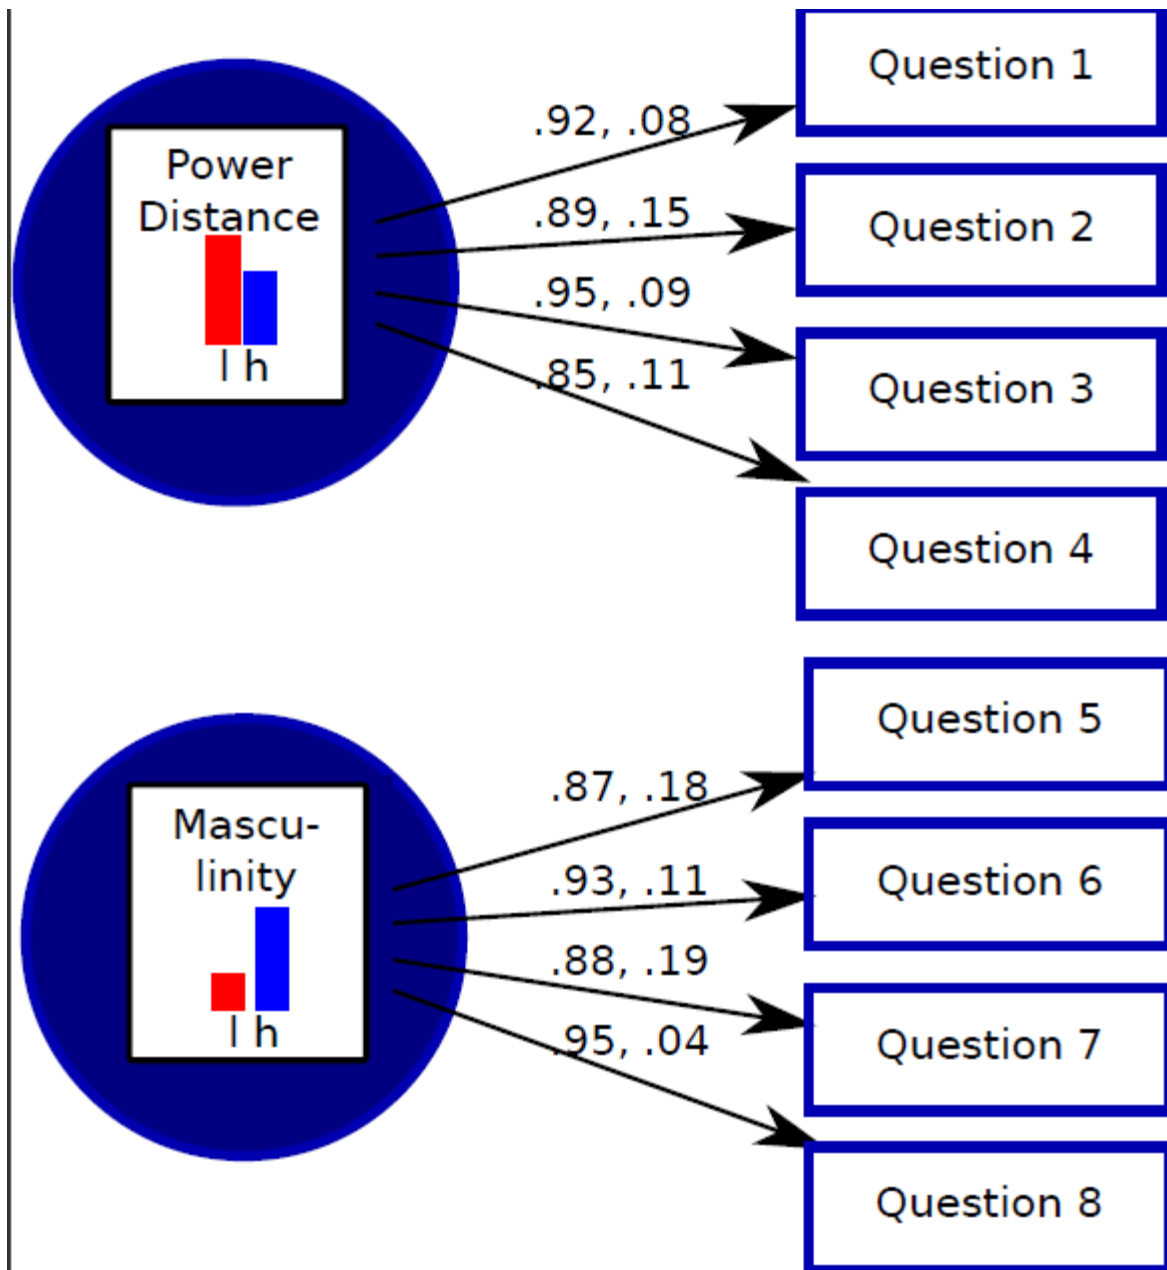 Power
Distance
l h
.92, .08
.89, .15
.95, .09
.85, .11
Question 1
Question 2
Question 3
Question 4
Mascu-
linity
l h
.87, .18
.93, .11
.88, .19
.95, .04
Question 5
Question 6
Question 7
Question 8